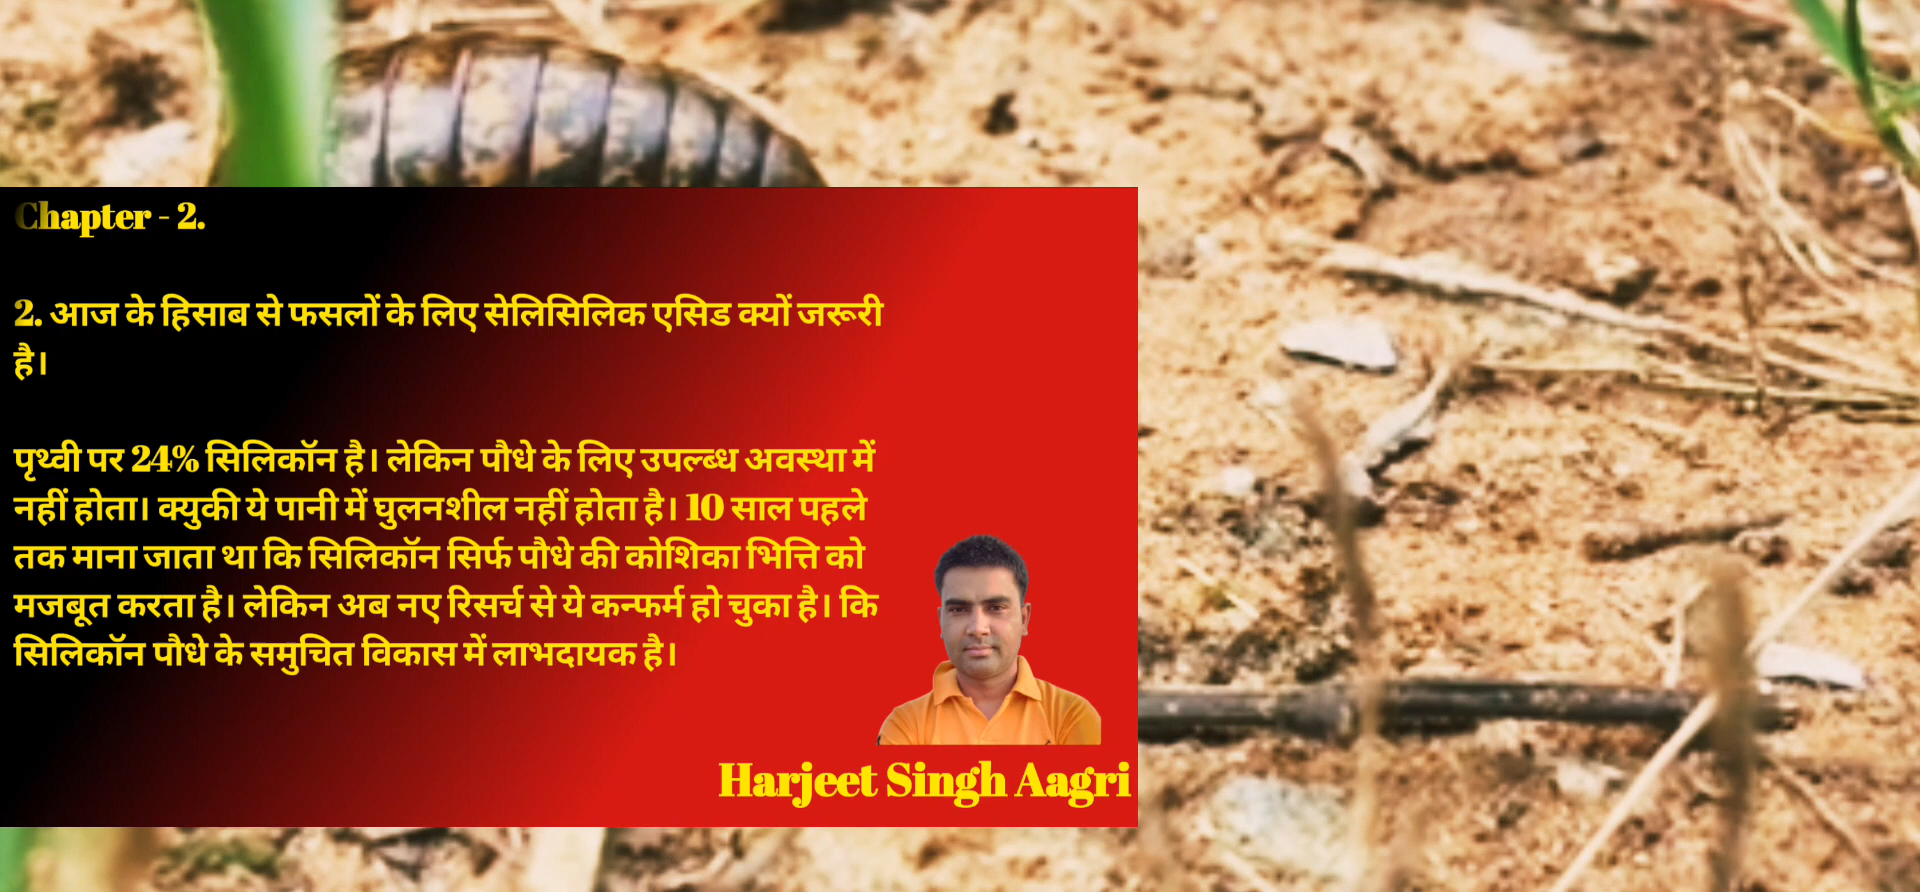 Chapter - 2.
2. आज के हिसाब से फसलों के लिए सेलिसिलिक एसिड क्यों जरूरी
है।
पृथ्वी पर 24% सिलिकॉन है। लेकिन पौधे के लिए उपल्ब्ध अवस्था में
नहीं होता। क्युकी ये पानी में घुलनशील नहीं होता है। 10 साल पहले
तक माना जाता था कि सिलिकॉन सिर्फ पौधे की कोशिका भित्ति को
मजबूत करता है। लेकिन अब नए रिसर्च से ये कन्फर्म हो चुका है। कि
सिलिकॉन पौधे के समुचित विकास में लाभदायक है।
Harjeet Singh Aagri